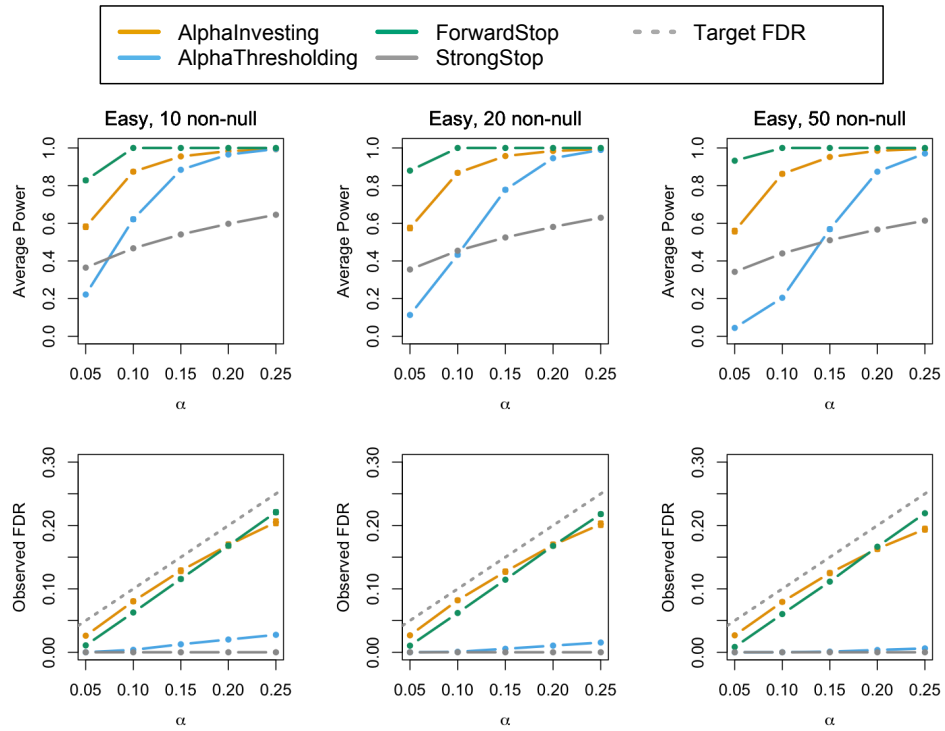 AlphaInvesting ForwardStop Target FDR
AlphaThresholding StrongStop
Easy, 10 non-null Easy, 20 non-null Easy, 50 non-null
Average Power Average Power Average Power
1.0 1.0 1.0
0.8 0.8 0.8
0.6 0.6 0.6
0.4 0.4 0.4
0.2 0.2 0.2
0.0 0.0 0.0
0.05 0.10 0.15 0.20 0.25 0.05 0.10 0.15 0.20 0.25 0.05 0.10 0.15 0.20 0.25
α α α
Observed FDR Observed FDR Observed FDR
0.30 0.30 0.30
0.20 0.20 0.20
0.10 0.10 0.10
0.00 0.00 0.00
0.05 0.10 0.15 0.20 0.25 0.05 0.10 0.15 0.20 0.25 0.05 0.10 0.15 0.20 0.25
α α α